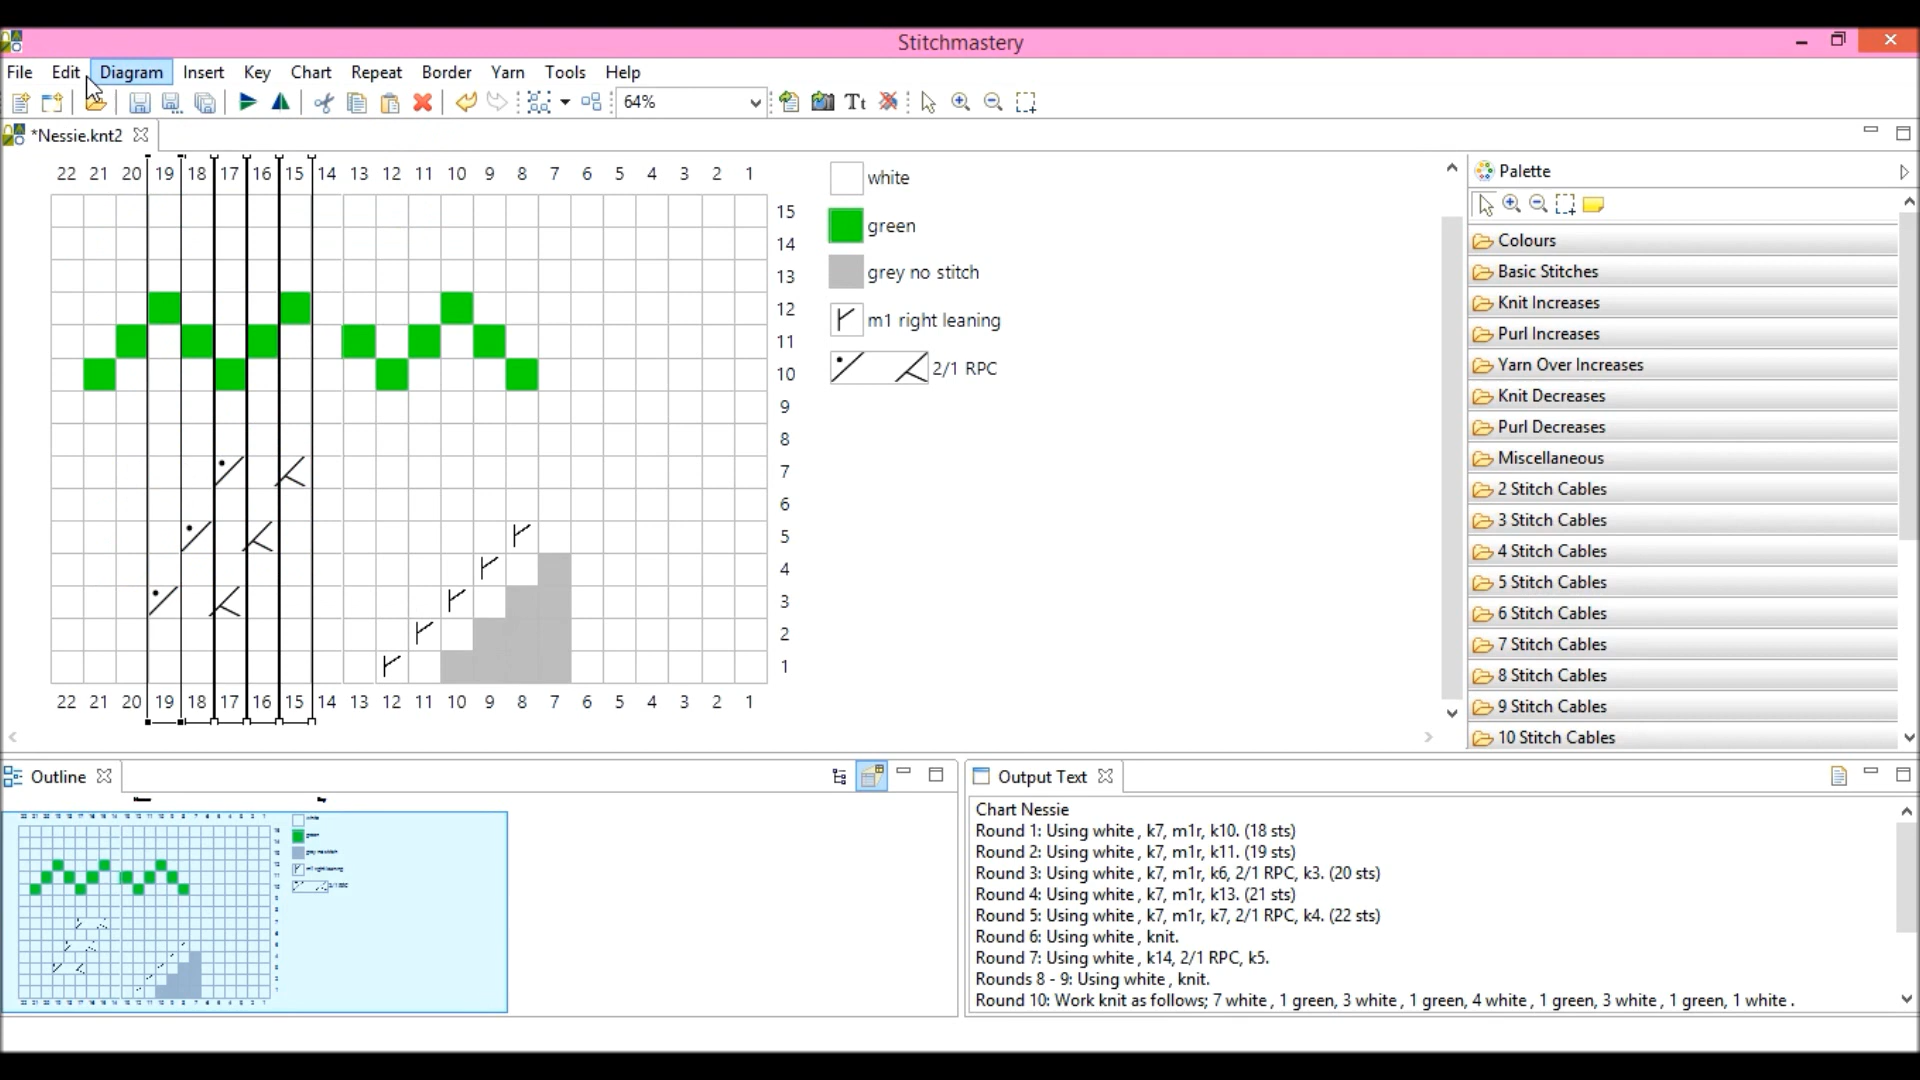 Stitchmastery
File Edit Diagram Insert Key Chart Repeat Border Yarn Tools Help
64%
Tt
*Nessie.knt2
22 21 20 19 18 17 16 15 14 13 12 11 10 9 8 7 6 5 4 3 2 1
15
14
13
12
11
10
9
8
7
6
5
4
3
2
1
22 21 20 19 18 17 16 15 14 13 12 11 10 9 8 7 6 5 4 3 2 1
white
green
grey no stitch
m1 right leaning
2/1 RPC
Palette
Colours
Basic Stitches
Knit Increases
Purl Increases
Yarn Over Increases
Knit Decreases
Purl Decreases
Miscellaneous
2 Stitch Cables
3 Stitch Cables
4 Stitch Cables
5 Stitch Cables
6 Stitch Cables
7 Stitch Cables
8 Stitch Cables
9 Stitch Cables
10 Stitch Cables
Outline
Output Text
Chart Nessie
Round 1: Using white , k7, m1r, k10. (18 sts)
Round 2: Using white , k7, m1r, k11. (19 sts)
Round 3: Using white , k7, m1r, k6, 2/1 RPC, k3. (20 sts)
Round 4: Using white , k7, m1r, k13. (21 sts)
Round 5: Using white , k7, m1r, k7, 2/1 RPC, k4. (22 sts)
Round 6: Using white , knit.
Round 7: Using white , k14, 2/1 RPC, k5.
Rounds 8 - 9: Using white , knit.
Round 10: Work knit as follows; 7 white , 1 green, 3 white , 1 green, 4 white , 1 green, 3 white , 1 green, 1 white .